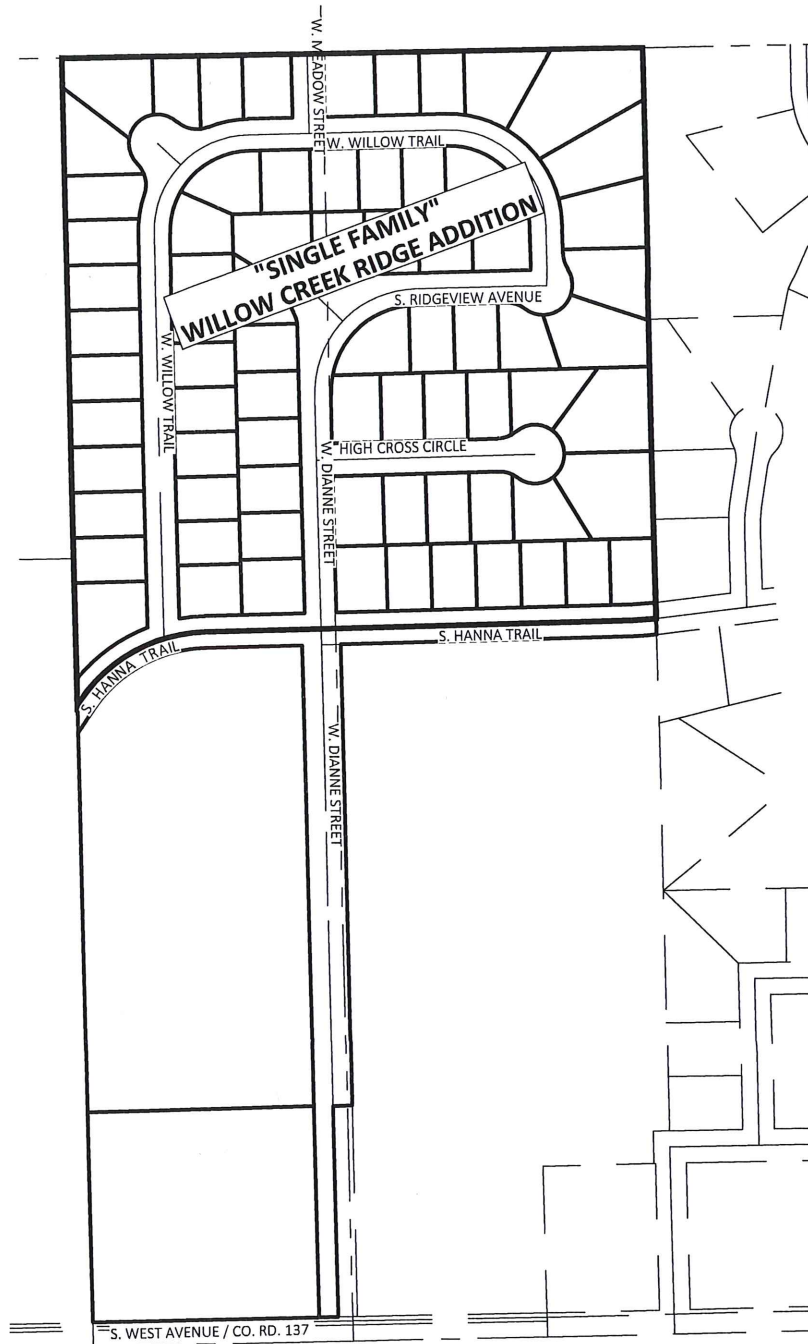 W. MEADOW STREET
W. WILLOW TRAIL
"SINGLE FAMILY"
WILLOW CREEK RIDGE ADDITION
S. RIDGEVIEW AVENUE
W. WILLOW TRAIL
HIGH CROSS CIRCLE
W. DIANNE STREET
S. HANNA TRAIL
S. HANNA TRAIL
W. DIANNE STREET
S. WEST AVENUE / CO. RD. 137